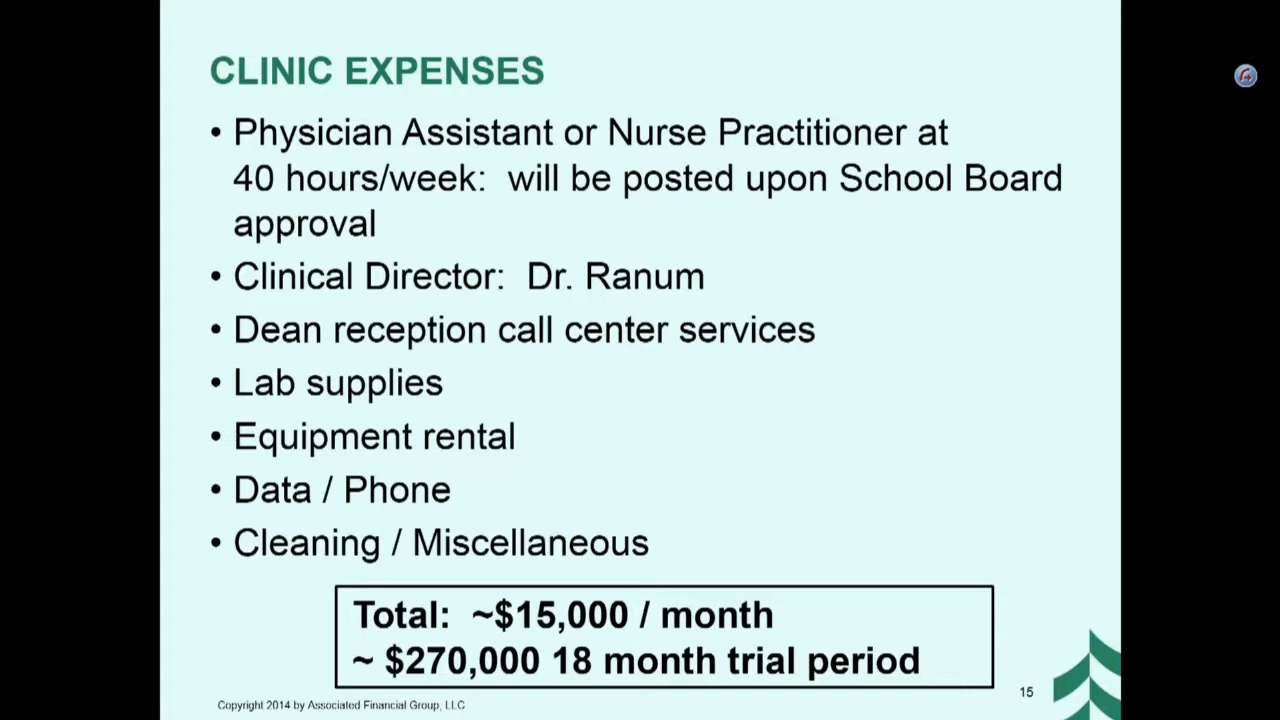 CLINIC EXPENSES
• Physician Assistant or Nurse Practitioner at
40 hours/week:  will be posted upon School Board
approval
• Clinical Director:  Dr. Ranum
• Dean reception call center services
• Lab supplies
• Equipment rental
• Data / Phone
• Cleaning / Miscellaneous
Total:  ~$15,000 / month
~ $270,000 18 month trial period
Copyright 2014 by Associated Financial Group, LLC
15